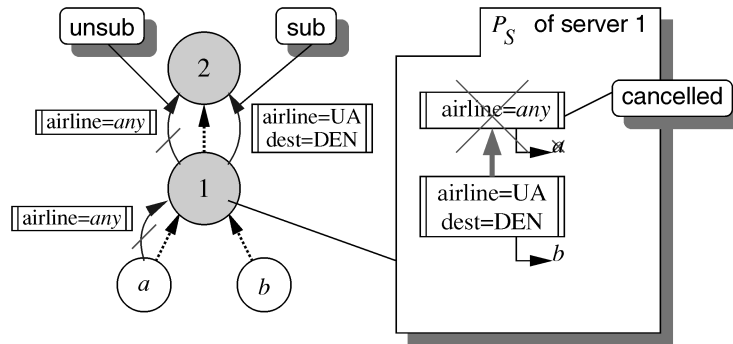 unsub
sub
P_S of server 1
2
airline=any
airline=UA
dest=DEN
airline=any
cancelled
a
1
airline=UA
dest=DEN
airline=any
b
a
b